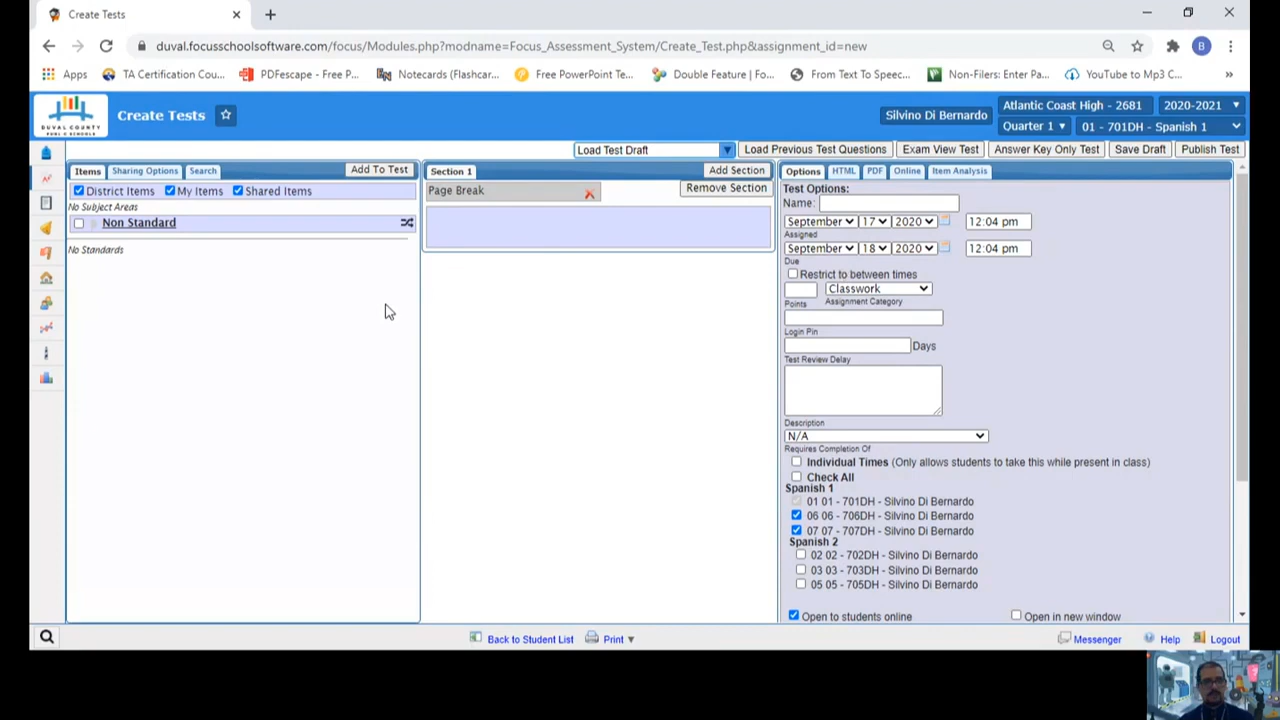 Create Tests
duval.focusschoolsoftware.com/focus/Modules.php?modname=Focus_Assessment_System/Create_Test.php&assignment_id=new
B
Apps TA Certification Cou... PDFescape - Free P... Notecards (Flashcar... Free PowerPoint Te... Double Feature | Fo... From Text To Speec... Non-Filers: Enter Pa... YouTube to Mp3 C... »
DUVAL COUNTY
PUBLIC SCHOOLS
Create Tests
Silvino Di Bernardo
Atlantic Coast High - 2681 2020-2021
Quarter 1 01 - 701DH - Spanish 1
Load Test Draft Load Previous Test Questions Exam View Test Answer Key Only Test Save Draft Publish Test
Items Sharing Options Search Add To Test
District Items My Items Shared Items
No Subject Areas
Non Standard
No Standards
Section 1 Add Section
Page Break Remove Section
Options HTML PDF Online Item Analysis
Test Options:
Name:
September 17 2020 12:04 pm
Assigned
September 18 2020 12:04 pm
Due
Restrict to between times
Classwork
Points Assignment Category
Login Pin
Days
Test Review Delay
Description
N/A
Requires Completion Of
Individual Times (Only allows students to take this while present in class)
Check All
Spanish 1
01 01 - 701DH - Silvino Di Bernardo
06 06 - 706DH - Silvino Di Bernardo
07 07 - 707DH - Silvino Di Bernardo
Spanish 2
02 02 - 702DH - Silvino Di Bernardo
03 03 - 703DH - Silvino Di Bernardo
05 05 - 705DH - Silvino Di Bernardo
Open to students online Open in new window
Back to Student List Print Messenger Help Logout